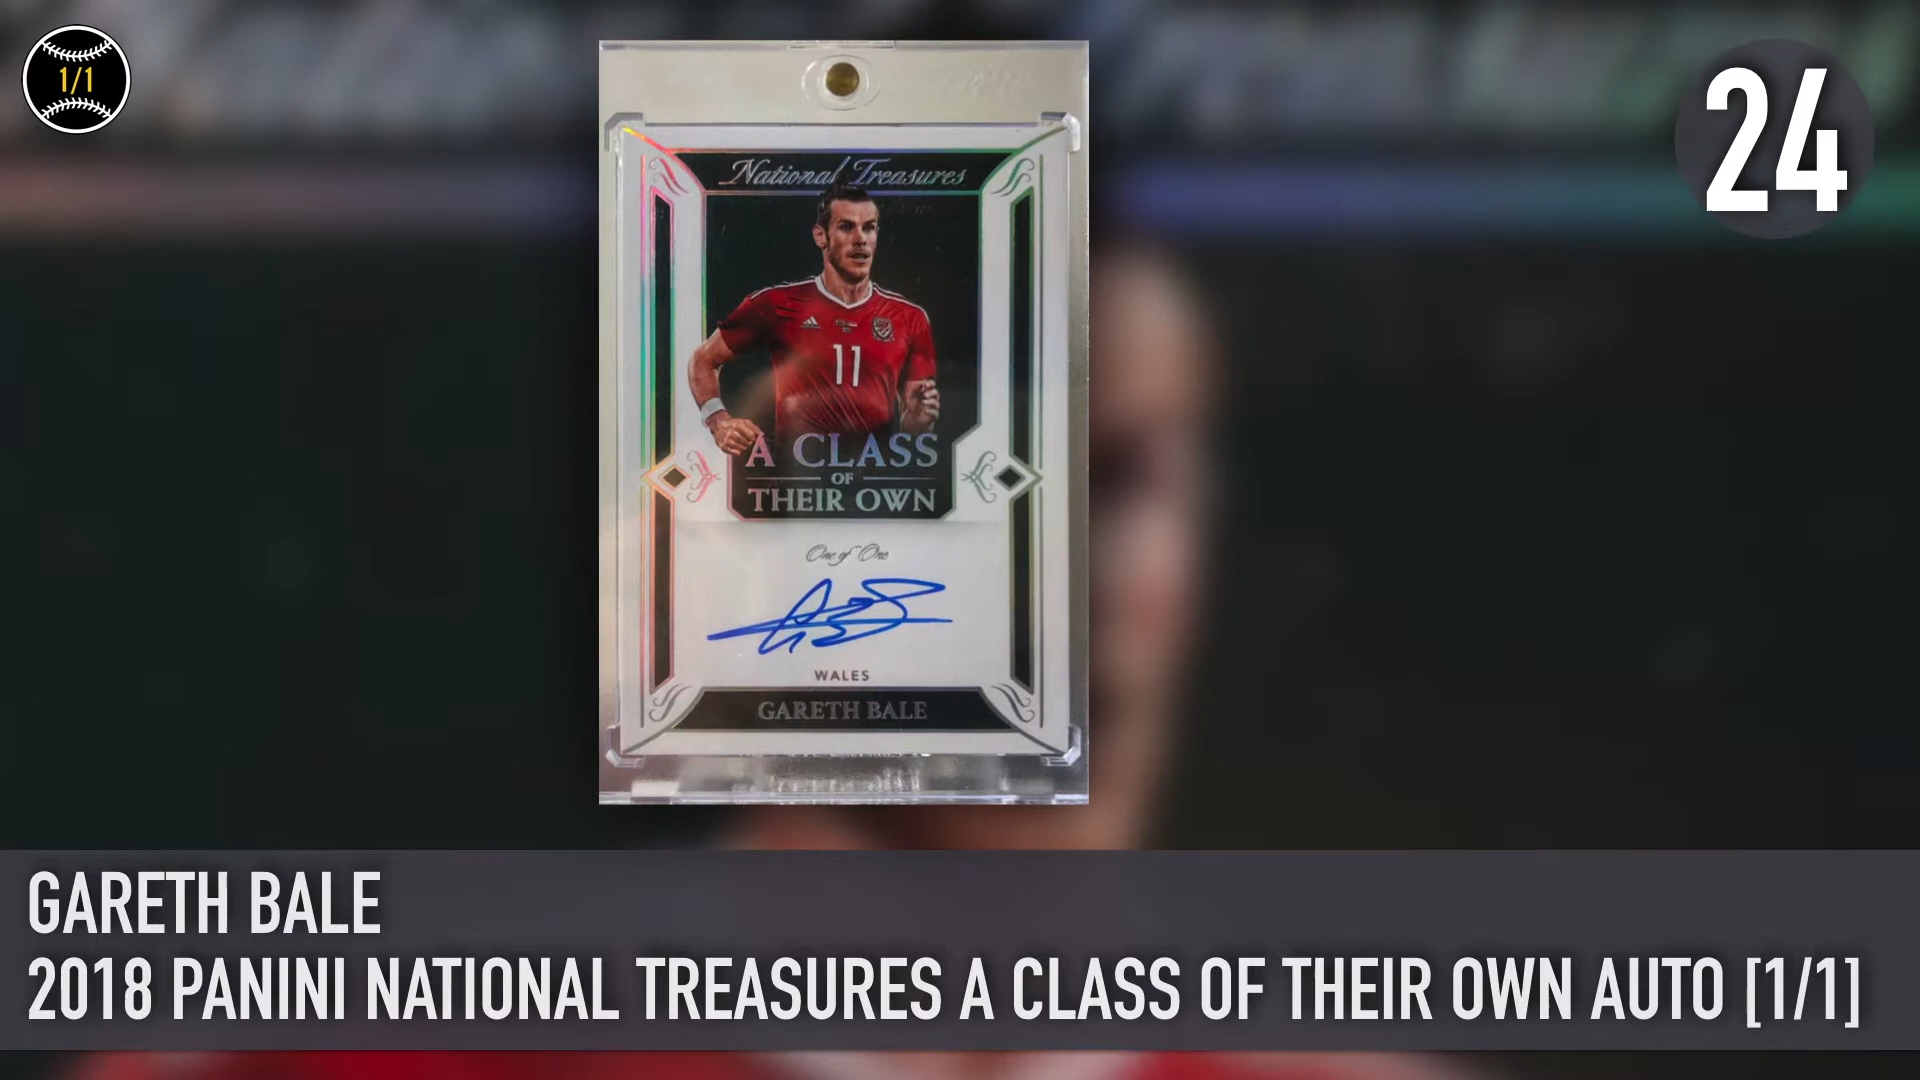 1/1
24
National Treasures
11
A CLASS
OF
THEIR OWN
One of One
WALES
GARETH BALE
GARETH BALE
2018 PANINI NATIONAL TREASURES A CLASS OF THEIR OWN AUTO [1/1]